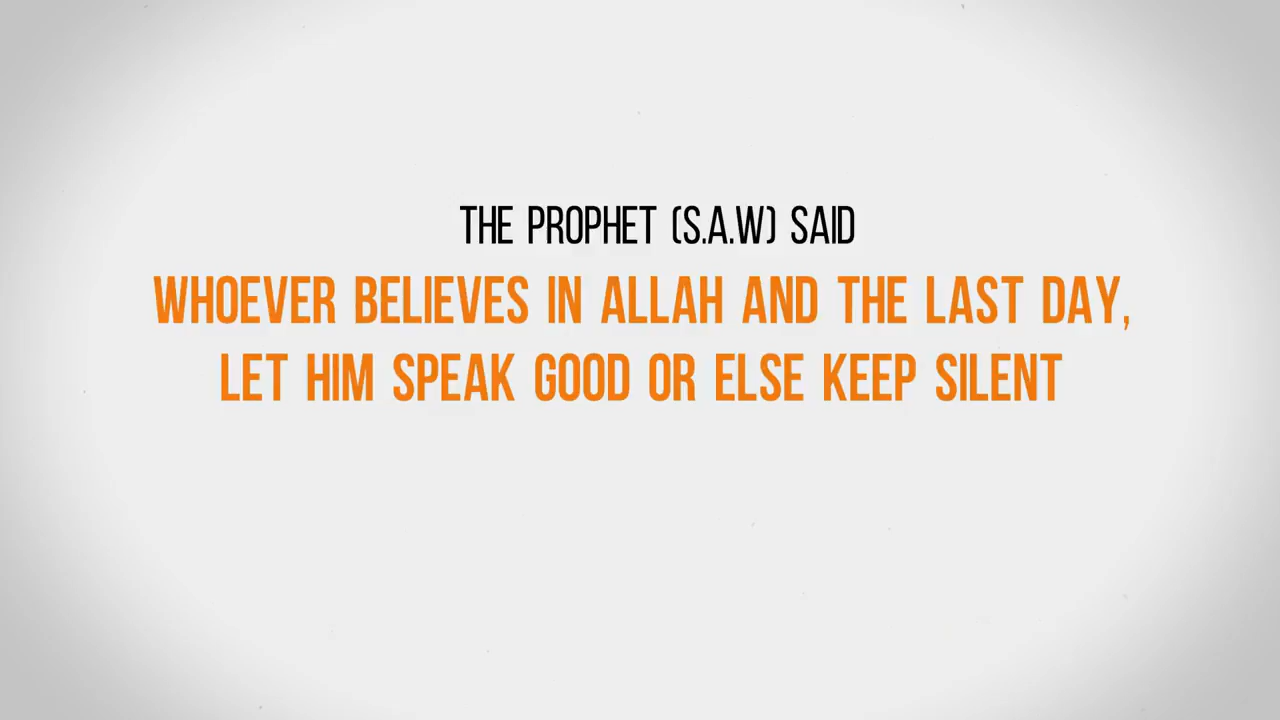 THE PROPHET (S.A.W) SAID
WHOEVER BELIEVES IN ALLAH AND THE LAST DAY,
LET HIM SPEAK GOOD OR ELSE KEEP SILENT